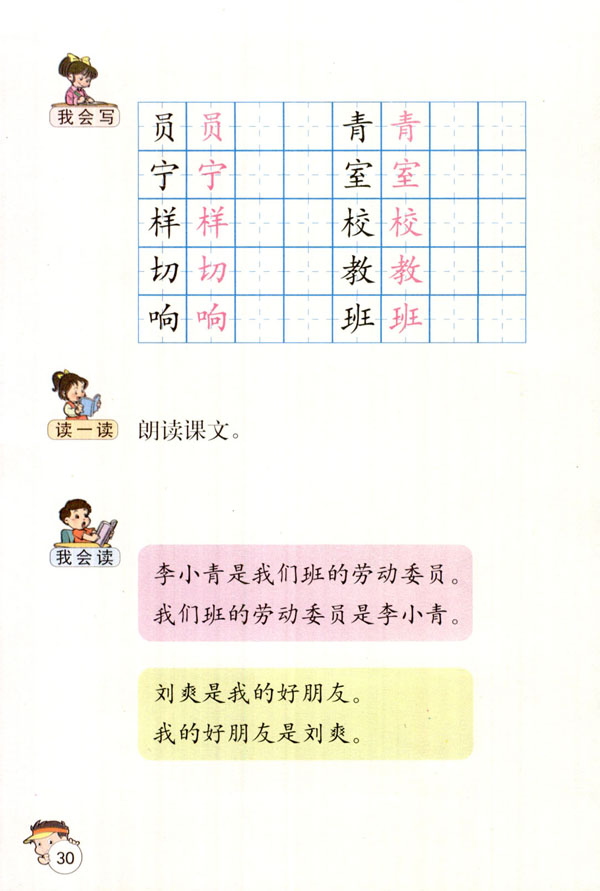 我会写
员 员 青 青
宁 宁 室 室
样 样 校 校
切 切 教 教
响 响 班 班
读一读
朗读课文。
我会读
李小青是我们班的劳动委员。
我们班的劳动委员是李小青。
刘爽是我的好朋友。
我的好朋友是刘爽。
30